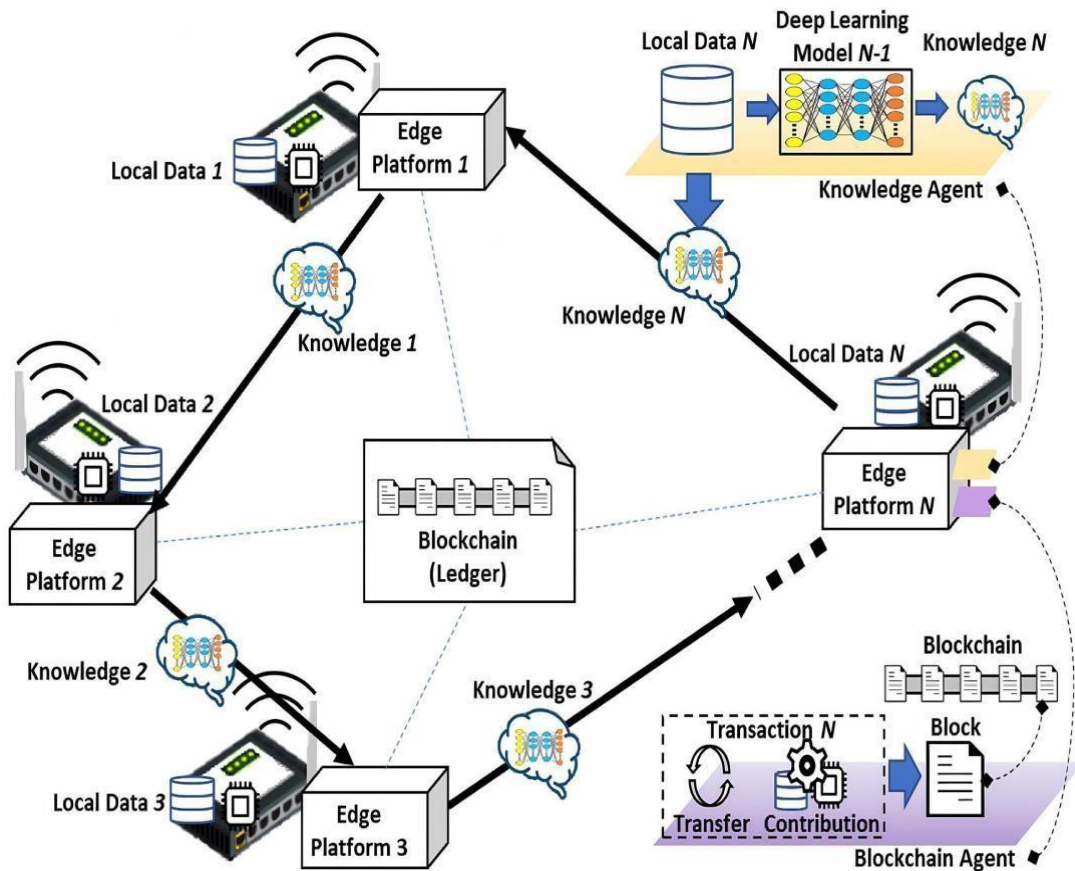 Local Data N
Deep Learning
Model N-1
Knowledge N
Knowledge Agent
Edge
Platform 1
Local Data 1
Knowledge 1
Knowledge N
Local Data N
Local Data 2
Edge
Platform N
Edge
Platform 2
Blockchain
(Ledger)
Knowledge 2
Knowledge 3
Local Data 3
Edge
Platform 3
Blockchain
Transaction N
Block
Transfer
Contribution
Blockchain Agent